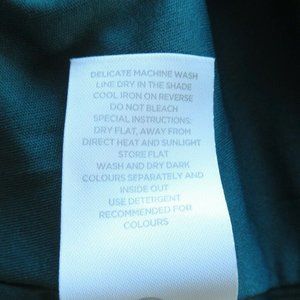 DELICATE MACHINE WASH
LINE DRY IN THE SHADE
COOL IRON ON REVERSE
DO NOT BLEACH
SPECIAL INSTRUCTIONS:
DRY FLAT, AWAY FROM
DIRECT HEAT AND SUNLIGHT
STORE FLAT
WASH AND DRY DARK
COLOURS SEPARATELY AND
INSIDE OUT
USE DETERGENT
RECOMMENDED FOR
COLOURS